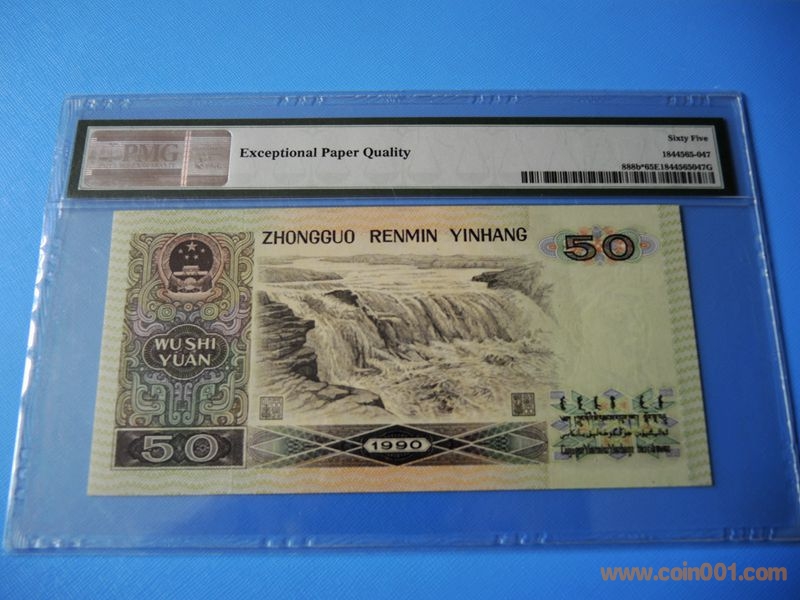 PMG
Exceptional Paper Quality
Sixty Five
1844565-047
888b*65E1844565047G
ZHONGGUO RENMIN YINHANG
50
WU SHI
YUAN
50
1990
www.coin001.com